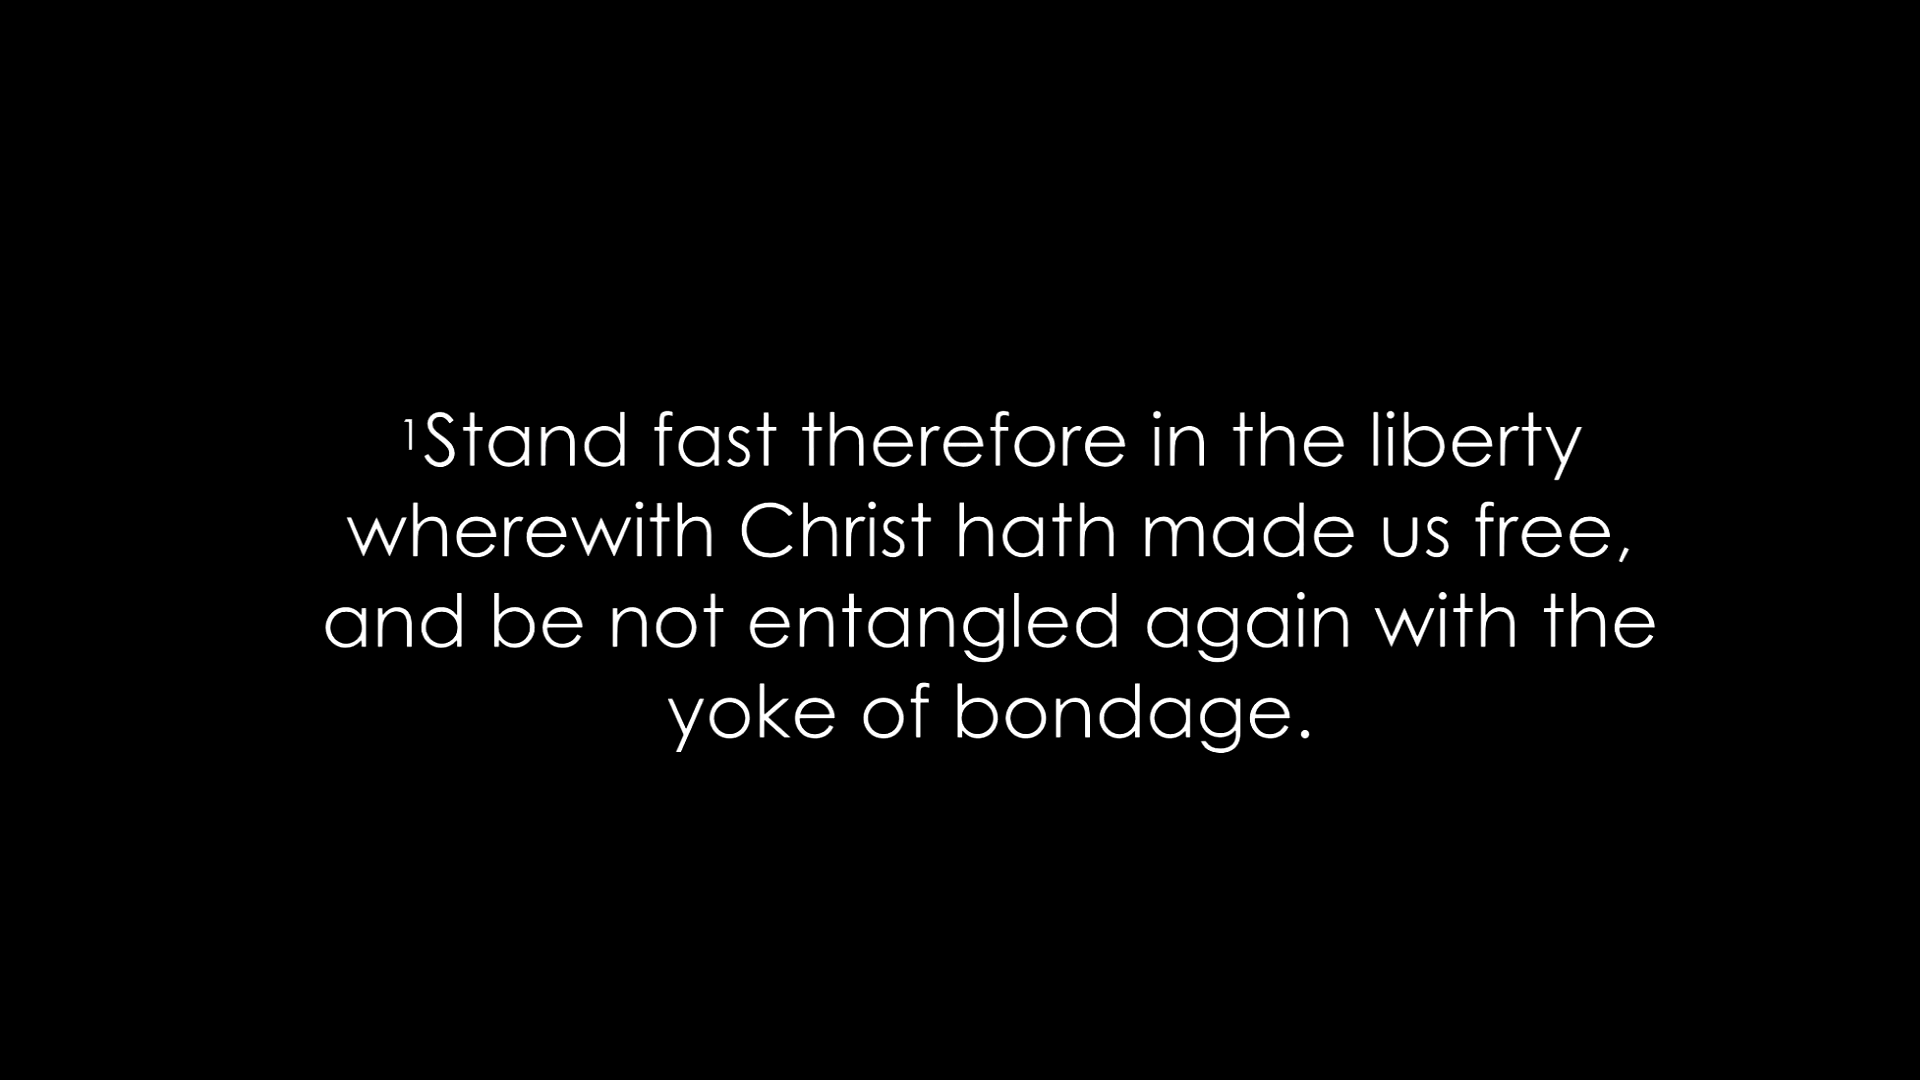 ¹Stand fast therefore in the liberty
wherewith Christ hath made us free,
and be not entangled again with the
yoke of bondage.